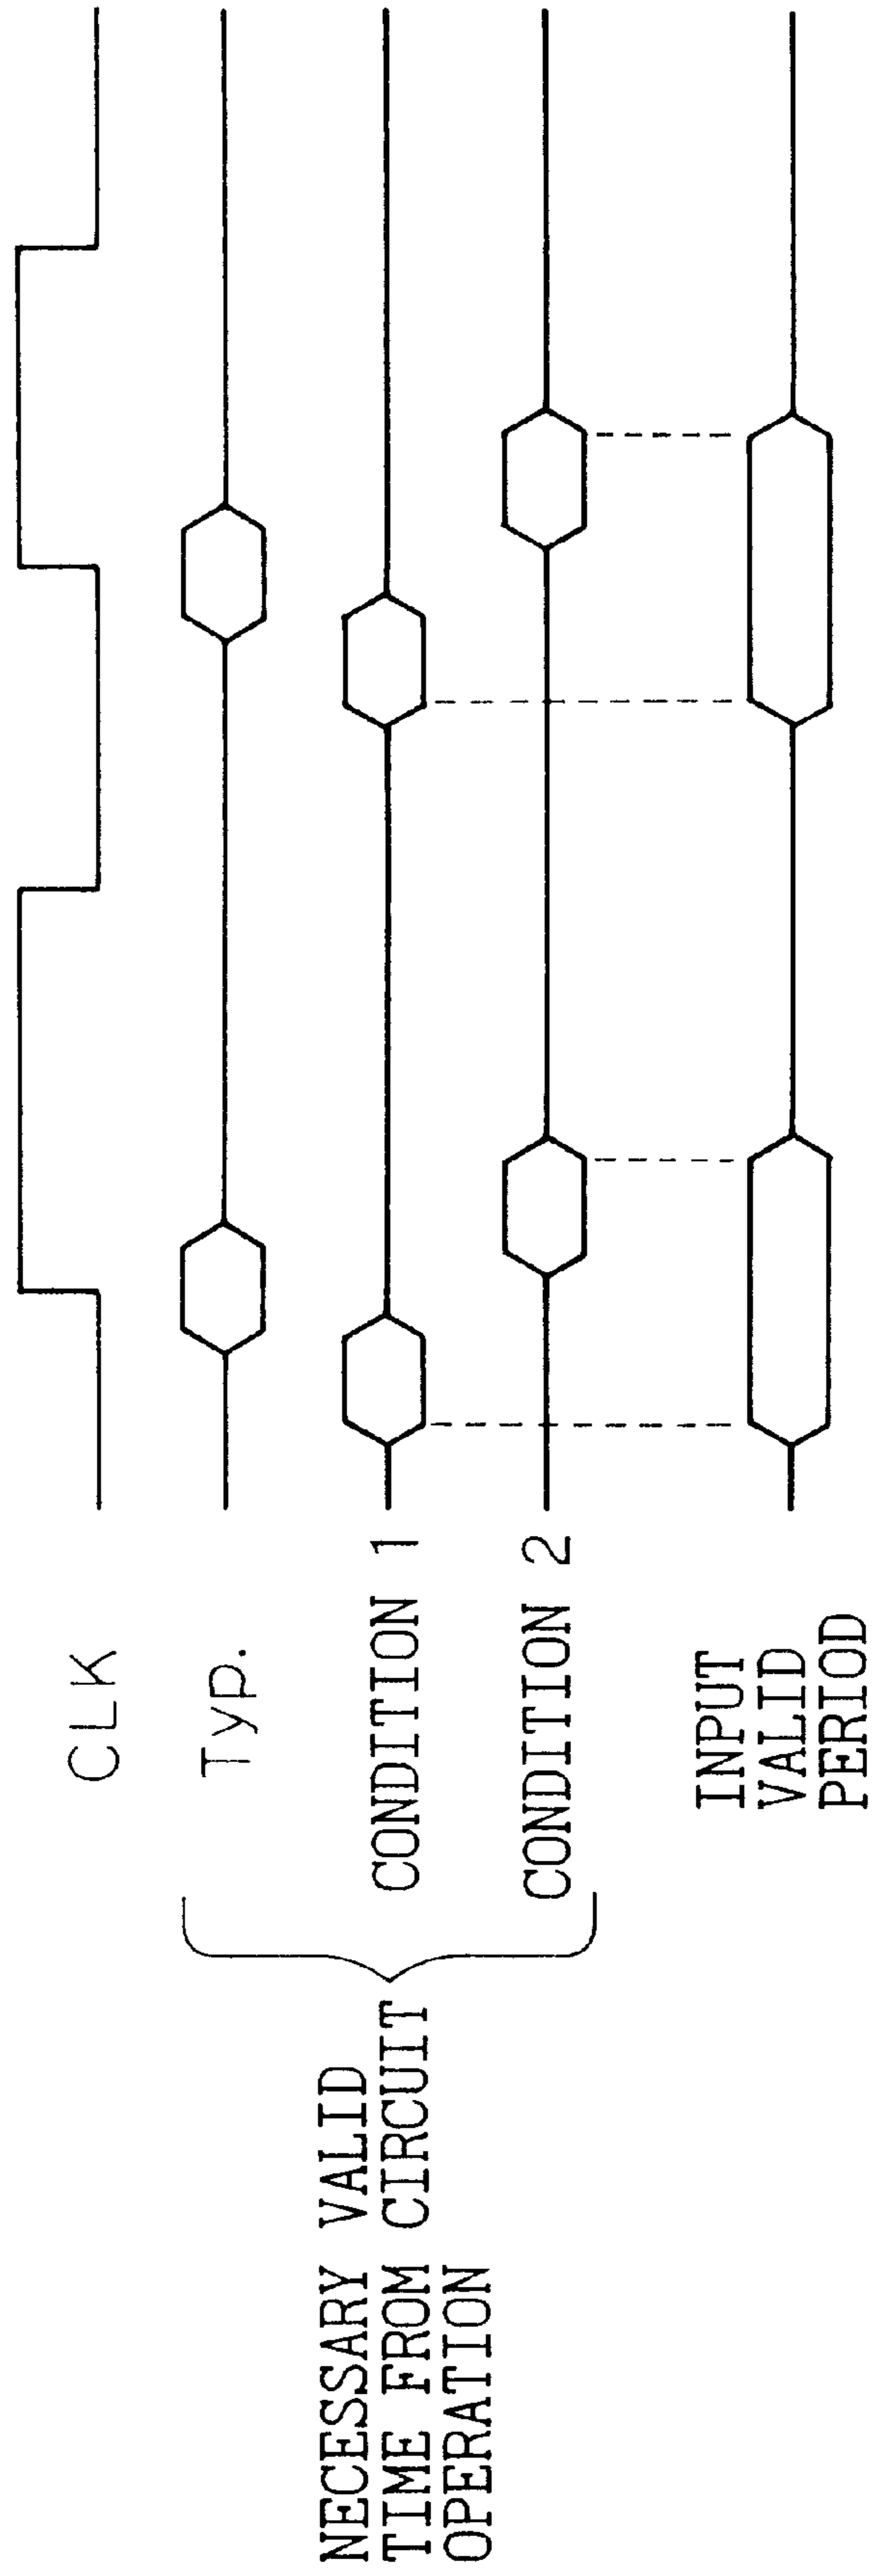 CLK
Typ.
NECESSARY VALID
TIME FROM CIRCUIT
OPERATION
CONDITION 1
CONDITION 2
INPUT
VALID
PERIOD